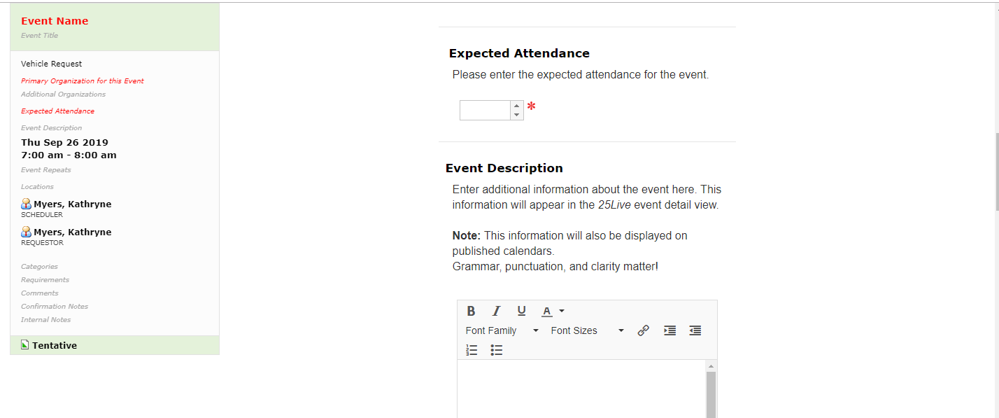 Event Name
Event Title
Vehicle Request
Primary Organization for this Event
Additional Organizations
Expected Attendance
Event Description
Thu Sep 26 2019
7:00 am - 8:00 am
Event Repeats
Locations
Myers, Kathryne
SCHEDULER
Myers, Kathryne
REQUESTOR
Categories
Requirements
Comments
Confirmation Notes
Internal Notes
Tentative
Expected Attendance
Please enter the expected attendance for the event.
*
Event Description
Enter additional information about the event here. This
information will appear in the 25Live event detail view.
Note: This information will also be displayed on
published calendars.
Grammar, punctuation, and clarity matter!
B I U A
Font Family Font Sizes